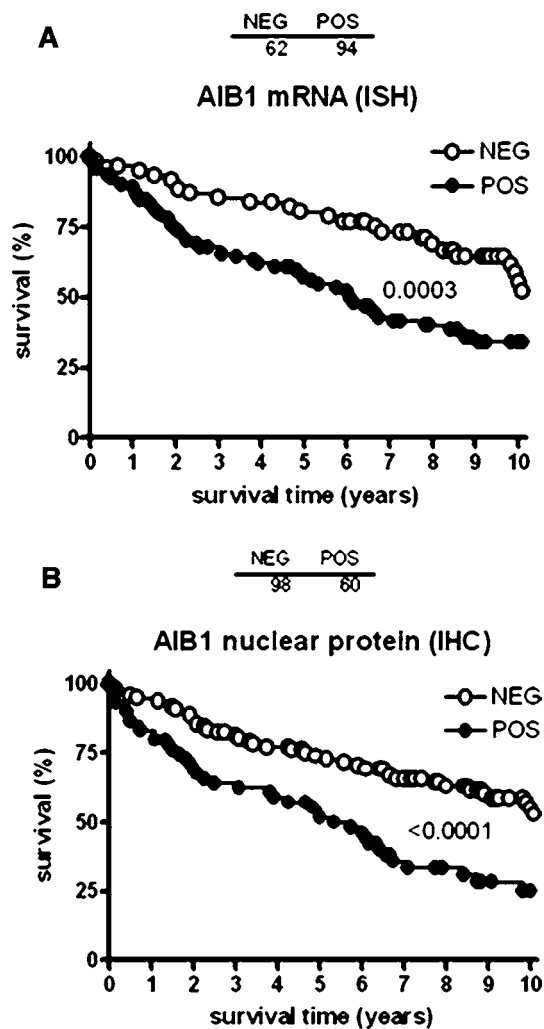 A
NEG POS
62 94
AIB1 mRNA (ISH)
100
75
50
25
0
survival (%)
NEG
POS
0.0003
0 1 2 3 4 5 6 7 8 9 10
survival time (years)
B
NEG POS
98 60
AIB1 nuclear protein (IHC)
100
75
50
25
0
survival (%)
NEG
POS
<0.0001
0 1 2 3 4 5 6 7 8 9 10
survival time (years)